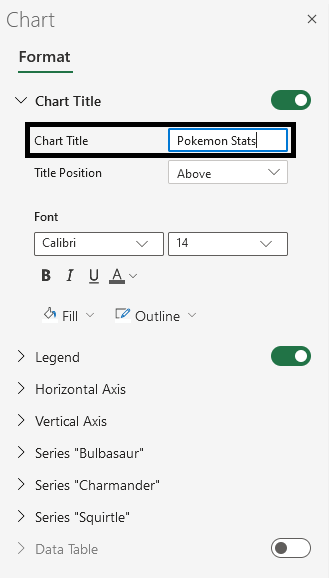 Chart
Format
Chart Title
Chart Title Pokemon Stats
Title Position Above
Font
Calibri 14
B I U A
Fill Outline
Legend
Horizontal Axis
Vertical Axis
Series "Bulbasaur"
Series "Charmander"
Series "Squirtle"
Data Table